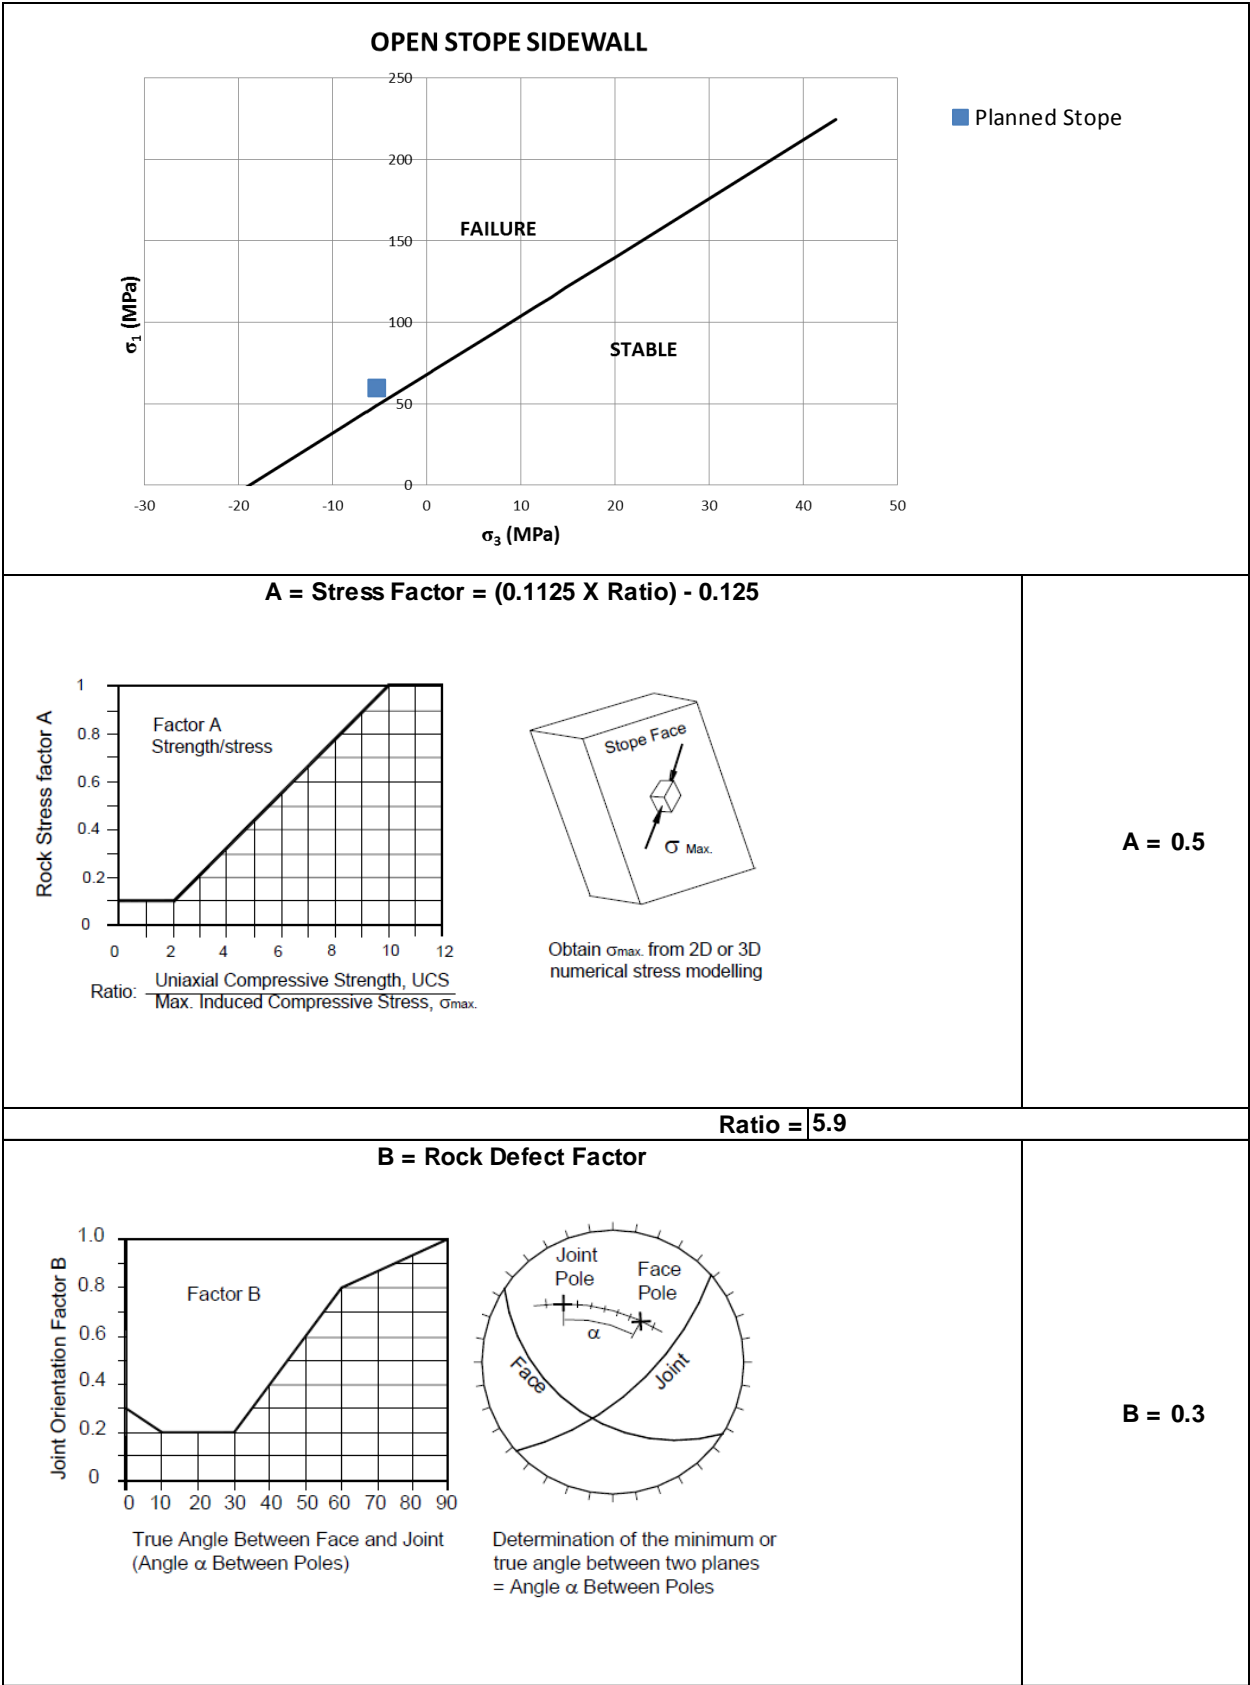 OPEN STOPE SIDEWALL
250
200
150
100
50
0
-30 -20 -10 0 10 20 30 40 50
σ1 (MPa)
σ3 (MPa)
FAILURE
STABLE
Planned Stope
A = Stress Factor = (0.1125 X Ratio) - 0.125
Rock Stress factor A
1
0.8
0.6
0.4
0.2
0
Factor A
Strength/stress
0 2 4 6 8 10 12
Ratio: Uniaxial Compressive Strength, UCS
Max. Induced Compressive Stress, σmax.
Stope Face
σ Max.
Obtain σmax. from 2D or 3D
numerical stress modelling
A = 0.5
Ratio = 5.9
B = Rock Defect Factor
Joint Orientation Factor B
1.0
0.8
0.6
0.4
0.2
0
Factor B
0 10 20 30 40 50 60 70 80 90
True Angle Between Face and Joint
(Angle α Between Poles)
Joint
Pole
Face
Pole
α
Face
Joint
Determination of the minimum or
true angle between two planes
= Angle α Between Poles
B = 0.3